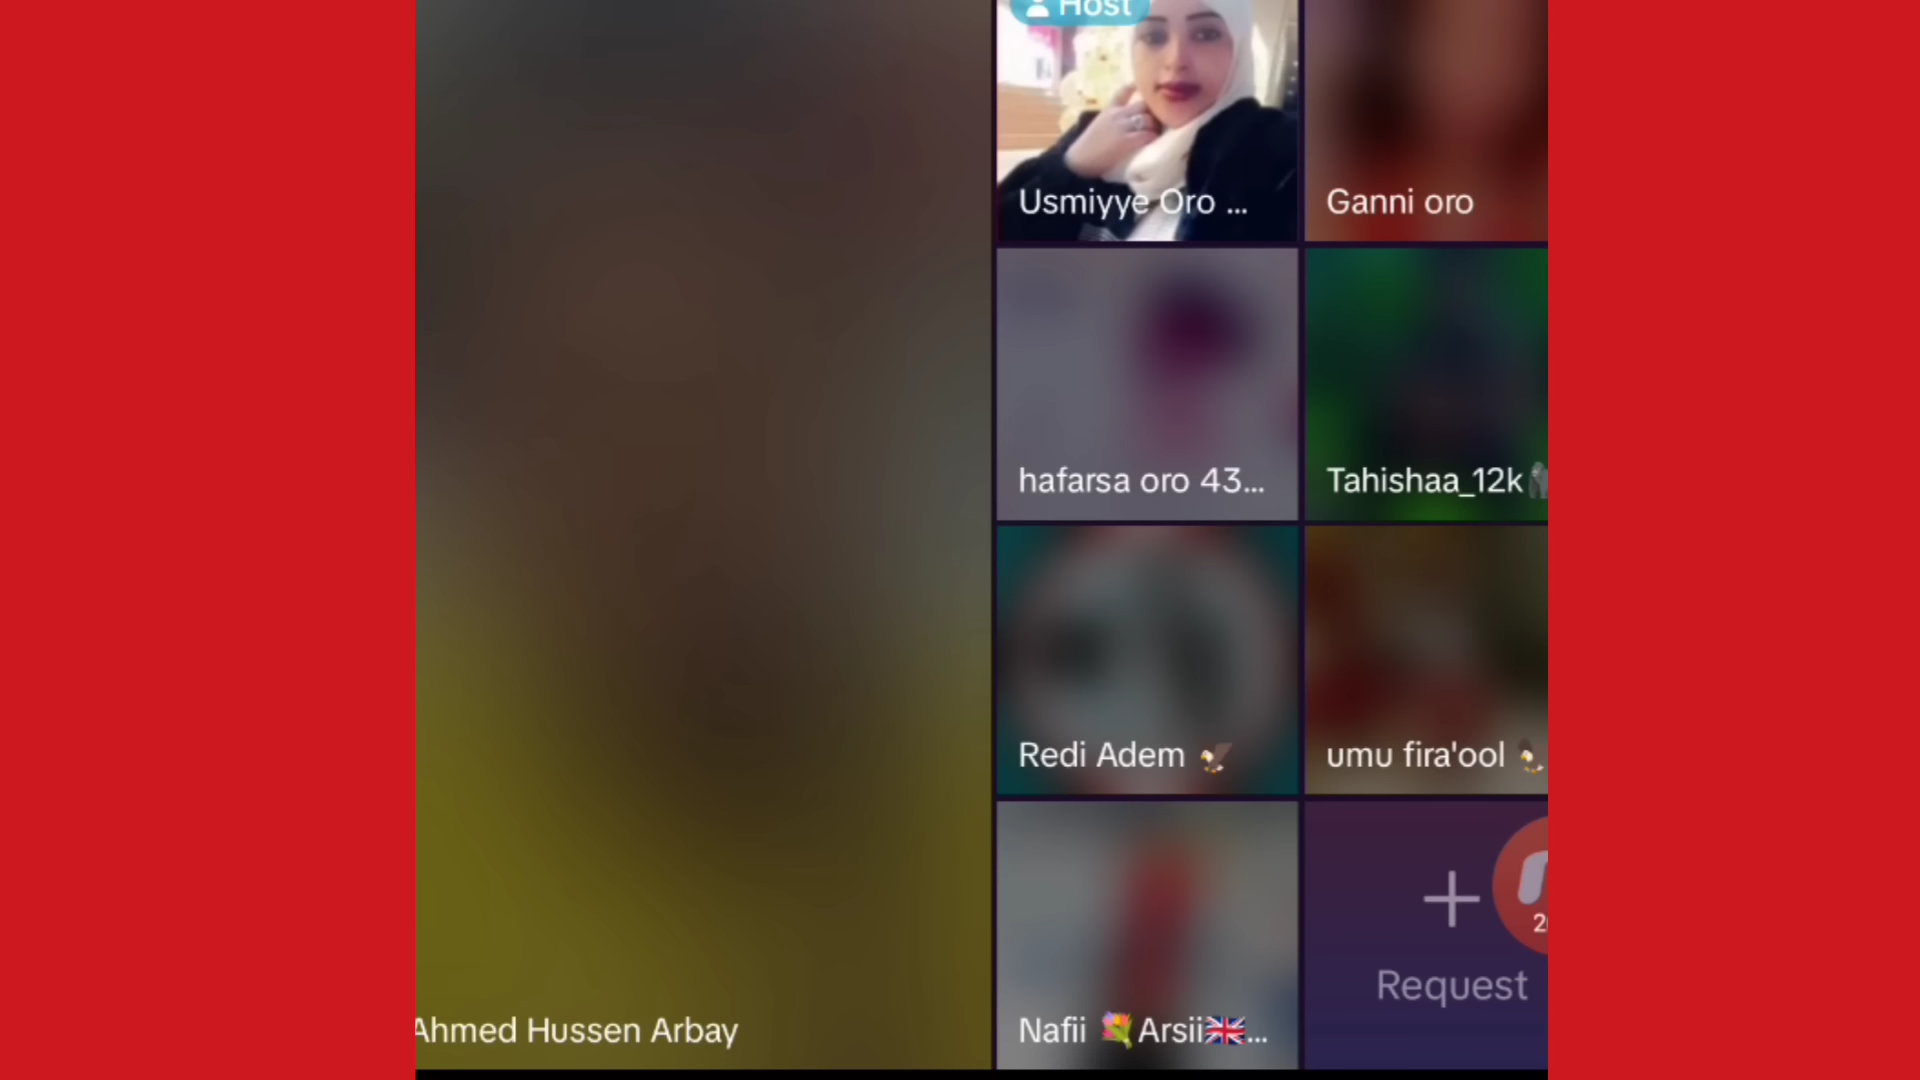 Host
Usmiyye Oro ...
Ganni oro
hafarsa oro 43...
Tahishaa_12k🦍
Redi Adem 🦅
umu fira'ool 🦅
Ahmed Hussen Arbay
Nafii 💐Arsii🇬🇧...
Request